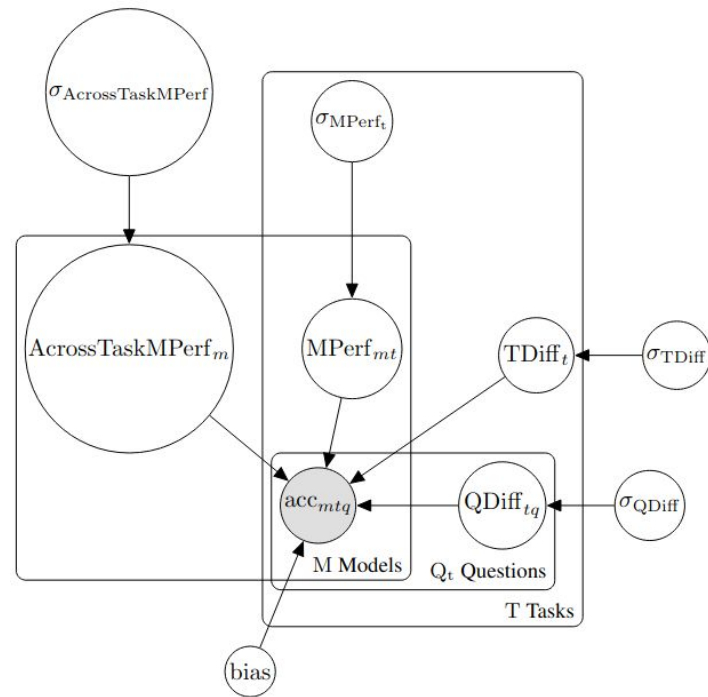 σ_AcrossTaskMPerf
σ_MPerf_t
AcrossTaskMPerf_m
MPerf_mt
TDiff_t
σ_TDiff
acc_mtq
QDiff_tq
σ_QDiff
M Models
Q_t Questions
T Tasks
bias